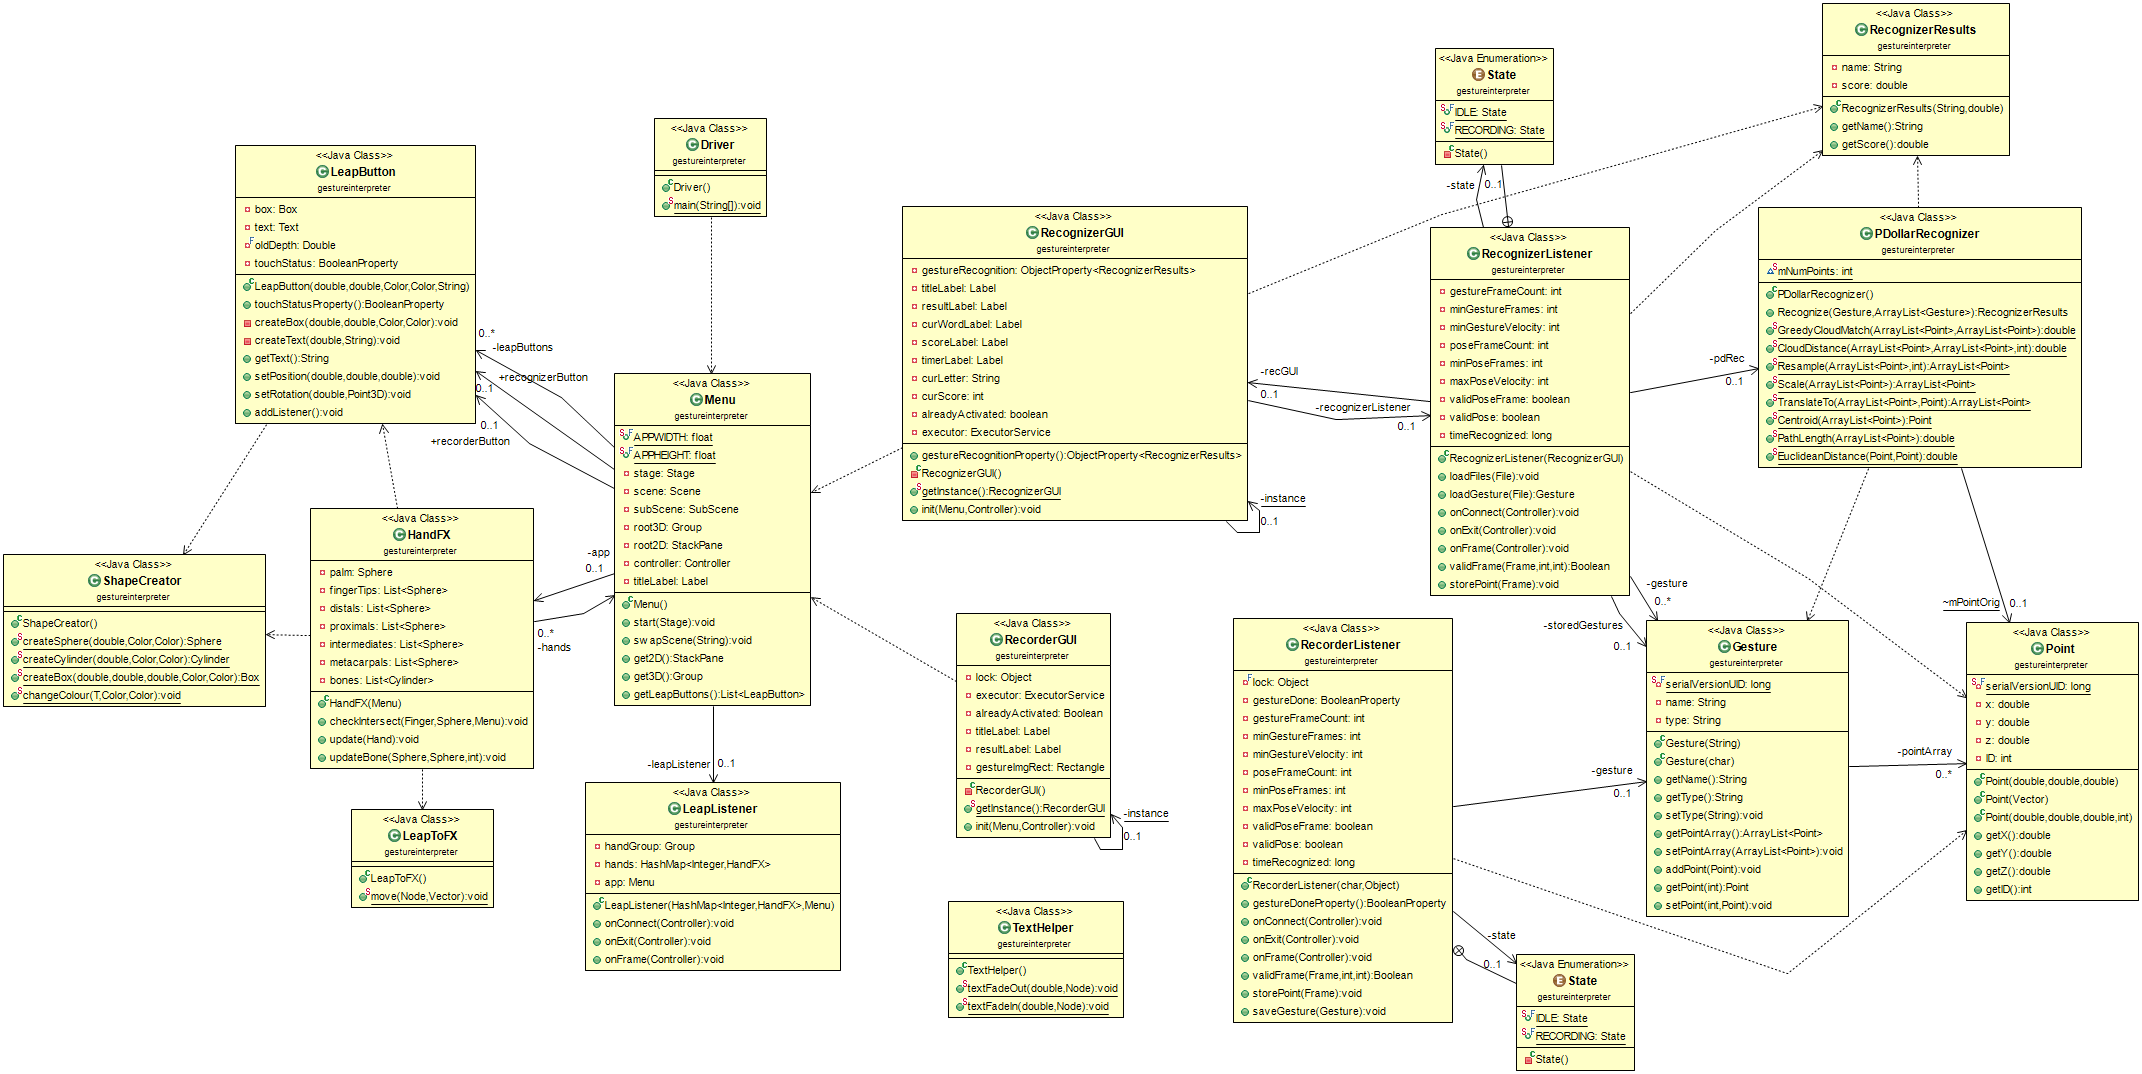 <<Java Class>>
RecognizerResults
gestureinterpreter
name: String
score: double
RecognizerResults(String,double)
getName():String
getScore():double
<<Java Enumeration>>
State
gestureinterpreter
IDLE: State
RECORDING: State
State()
-state
0..1
<<Java Class>>
Driver
gestureinterpreter
Driver()
main(String[]):void
<<Java Class>>
LeapButton
gestureinterpreter
box: Box
text: Text
oldDepth: Double
touchStatus: BooleanProperty
LeapButton(double,double,Color,Color,String)
touchStatusProperty():BooleanProperty
createBox(double,double,Color,Color):void
createText(double,String):void
getText():String
setPosition(double,double,double):void
setRotation(double,Point3D):void
addListener():void
0..*
-leapButtons
+recognizerButton
0..1
0..1
+recorderButton
<<Java Class>>
RecognizerGUI
gestureinterpreter
gestureRecognition: ObjectProperty<RecognizerResults>
titleLabel: Label
resultLabel: Label
curWordLabel: Label
scoreLabel: Label
timerLabel: Label
curLetter: String
curScore: int
alreadyActivated: boolean
executor: ExecutorService
gestureRecognitionProperty():ObjectProperty<RecognizerResults>
RecognizerGUI()
getInstance():RecognizerGUI
init(Menu,Controller):void
-instance
0..1
-recGUI
0..1
-recognizerListener
0..1
<<Java Class>>
RecognizerListener
gestureinterpreter
gestureFrameCount: int
minGestureFrames: int
minGestureVelocity: int
poseFrameCount: int
minPoseFrames: int
maxPoseVelocity: int
validPoseFrame: boolean
validPose: boolean
timeRecognized: long
RecognizerListener(RecognizerGUI)
loadFiles(File):void
loadGesture(File):Gesture
onConnect(Controller):void
onExit(Controller):void
onFrame(Controller):void
validFrame(Frame,int,int):Boolean
storePoint(Frame):void
-pdRec
0..1
-gesture
0..*
-storedGestures
0..1
<<Java Class>>
PDollarRecognizer
gestureinterpreter
mNumPoints: int
PDollarRecognizer()
Recognize(Gesture,ArrayList<Gesture>):RecognizerResults
GreedyCloudMatch(ArrayList<Point>,ArrayList<Point>):double
CloudDistance(ArrayList<Point>,ArrayList<Point>,int):double
Resample(ArrayList<Point>,int):ArrayList<Point>
Scale(ArrayList<Point>):ArrayList<Point>
TranslateTo(ArrayList<Point>,Point):ArrayList<Point>
Centroid(ArrayList<Point>):Point
PathLength(ArrayList<Point>):double
EuclideanDistance(Point,Point):double
~mPointOrig
0..1
<<Java Class>>
Menu
gestureinterpreter
APPWIDTH: float
APPHEIGHT: float
stage: Stage
scene: Scene
subScene: SubScene
root3D: Group
root2D: StackPane
controller: Controller
titleLabel: Label
Menu()
start(Stage):void
swapScene(String):void
get2D():StackPane
get3D():Group
getLeapButtons():List<LeapButton>
-app
0..1
0..*
-hands
-leapListener
0..1
<<Java Class>>
HandFX
gestureinterpreter
palm: Sphere
fingerTips: List<Sphere>
distals: List<Sphere>
proximals: List<Sphere>
intermediates: List<Sphere>
metacarpals: List<Sphere>
bones: List<Cylinder>
HandFX(Menu)
checkIntersect(Finger,Sphere,Menu):void
update(Hand):void
updateBone(Sphere,Sphere,int):void
<<Java Class>>
ShapeCreator
gestureinterpreter
ShapeCreator()
createSphere(double,Color,Color):Sphere
createCylinder(double,Color,Color):Cylinder
createBox(double,double,double,Color,Color):Box
changeColour(T,Color,Color):void
<<Java Class>>
LeapToFX
gestureinterpreter
LeapToFX()
move(Node,Vector):void
<<Java Class>>
LeapListener
gestureinterpreter
handGroup: Group
hands: HashMap<Integer,HandFX>
app: Menu
LeapListener(HashMap<Integer,HandFX>,Menu)
onConnect(Controller):void
onExit(Controller):void
onFrame(Controller):void
<<Java Class>>
RecorderGUI
gestureinterpreter
lock: Object
executor: ExecutorService
alreadyActivated: Boolean
titleLabel: Label
resultLabel: Label
gestureImgRect: Rectangle
RecorderGUI()
getInstance():RecorderGUI
init(Menu,Controller):void
-instance
0..1
<<Java Class>>
TextHelper
gestureinterpreter
TextHelper()
textFadeOut(double,Node):void
textFadeIn(double,Node):void
<<Java Class>>
RecorderListener
gestureinterpreter
lock: Object
gestureDone: BooleanProperty
gestureFrameCount: int
minGestureFrames: int
minGestureVelocity: int
poseFrameCount: int
minPoseFrames: int
maxPoseVelocity: int
validPoseFrame: boolean
validPose: boolean
timeRecognized: long
RecorderListener(char,Object)
gestureDoneProperty():BooleanProperty
onConnect(Controller):void
onExit(Controller):void
onFrame(Controller):void
validFrame(Frame,int,int):Boolean
storePoint(Frame):void
saveGesture(Gesture):void
-gesture
0..1
-state
0..1
<<Java Enumeration>>
State
gestureinterpreter
IDLE: State
RECORDING: State
State()
<<Java Class>>
Gesture
gestureinterpreter
serialVersionUID: long
name: String
type: String
Gesture(String)
Gesture(char)
getName():String
getType():String
setType(String):void
getPointArray():ArrayList<Point>
setPointArray(ArrayList<Point>):void
addPoint(Point):void
getPoint(int):Point
setPoint(int,Point):void
-pointArray
0..*
<<Java Class>>
Point
gestureinterpreter
serialVersionUID: long
x: double
y: double
z: double
ID: int
Point(double,double,double)
Point(Vector)
Point(double,double,double,int)
getX():double
getY():double
getZ():double
getID():int